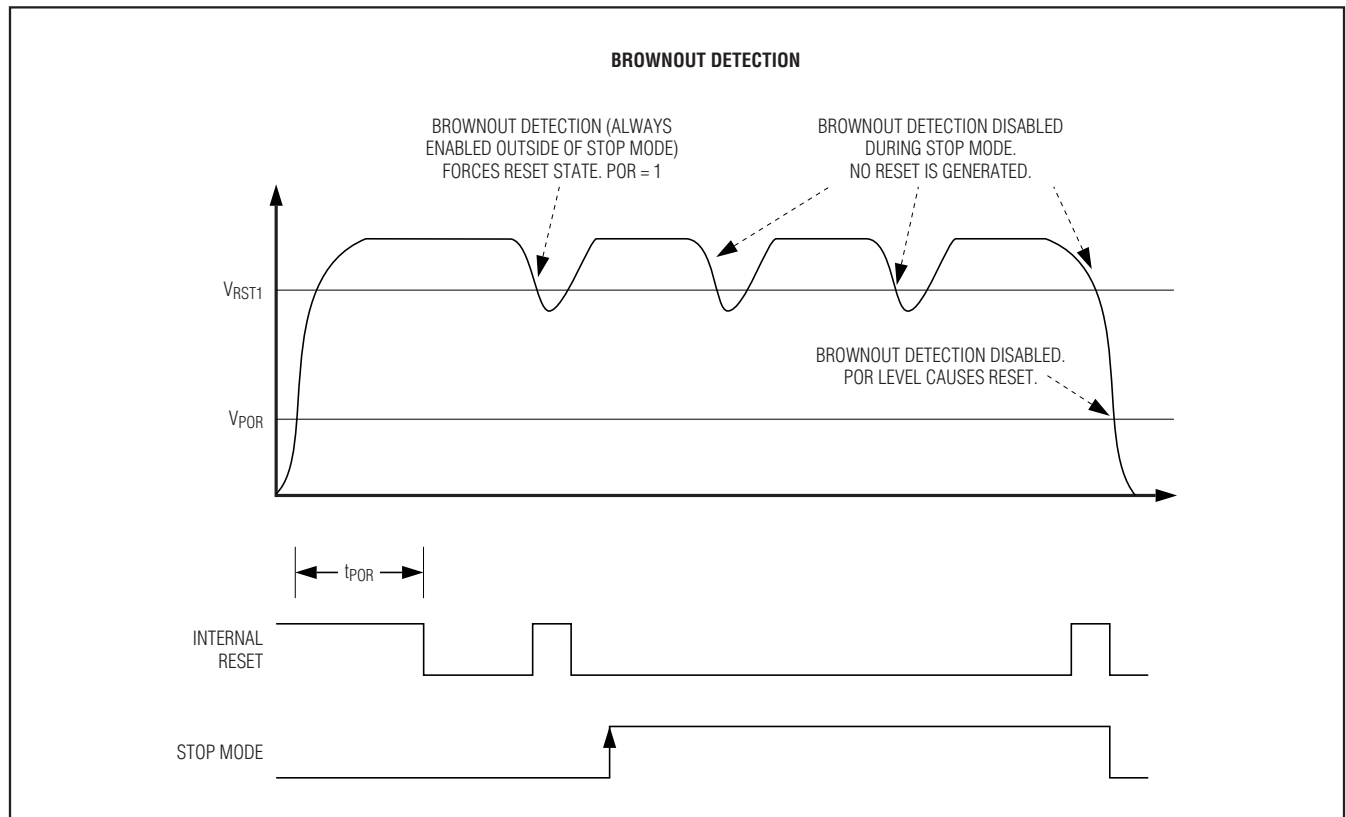 BROWNOUT DETECTION
BROWNOUT DETECTION (ALWAYS
ENABLED OUTSIDE OF STOP MODE)
FORCES RESET STATE. POR = 1
BROWNOUT DETECTION DISABLED
DURING STOP MODE.
NO RESET IS GENERATED.
VRST1
BROWNOUT DETECTION DISABLED.
POR LEVEL CAUSES RESET.
VPOR
tPOR
INTERNAL
RESET
STOP MODE